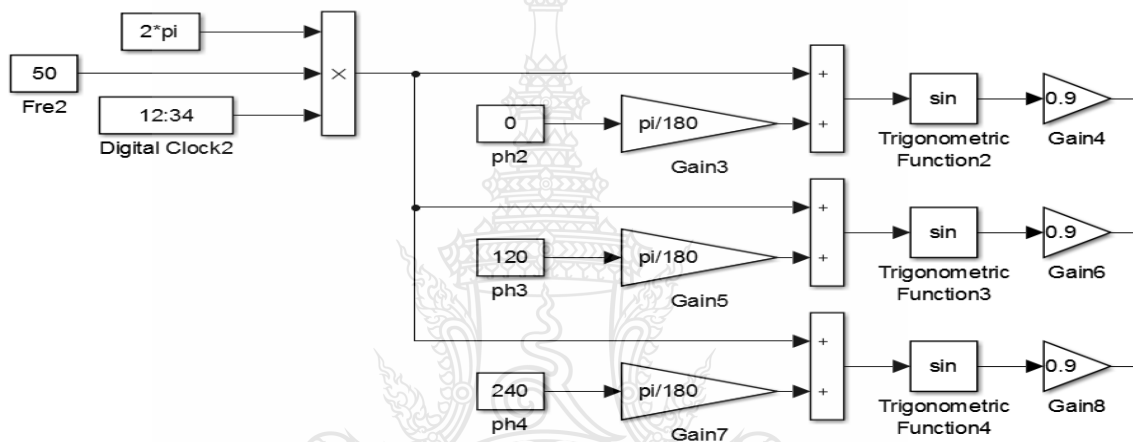 2*pi
50
Fre2
12:34
Digital Clock2
×
+
+
0
ph2
pi/180
Gain3
sin
Trigonometric
Function2
0.9
Gain4
+
+
120
ph3
pi/180
Gain5
sin
Trigonometric
Function3
0.9
Gain6
+
+
240
ph4
pi/180
Gain7
sin
Trigonometric
Function4
0.9
Gain8